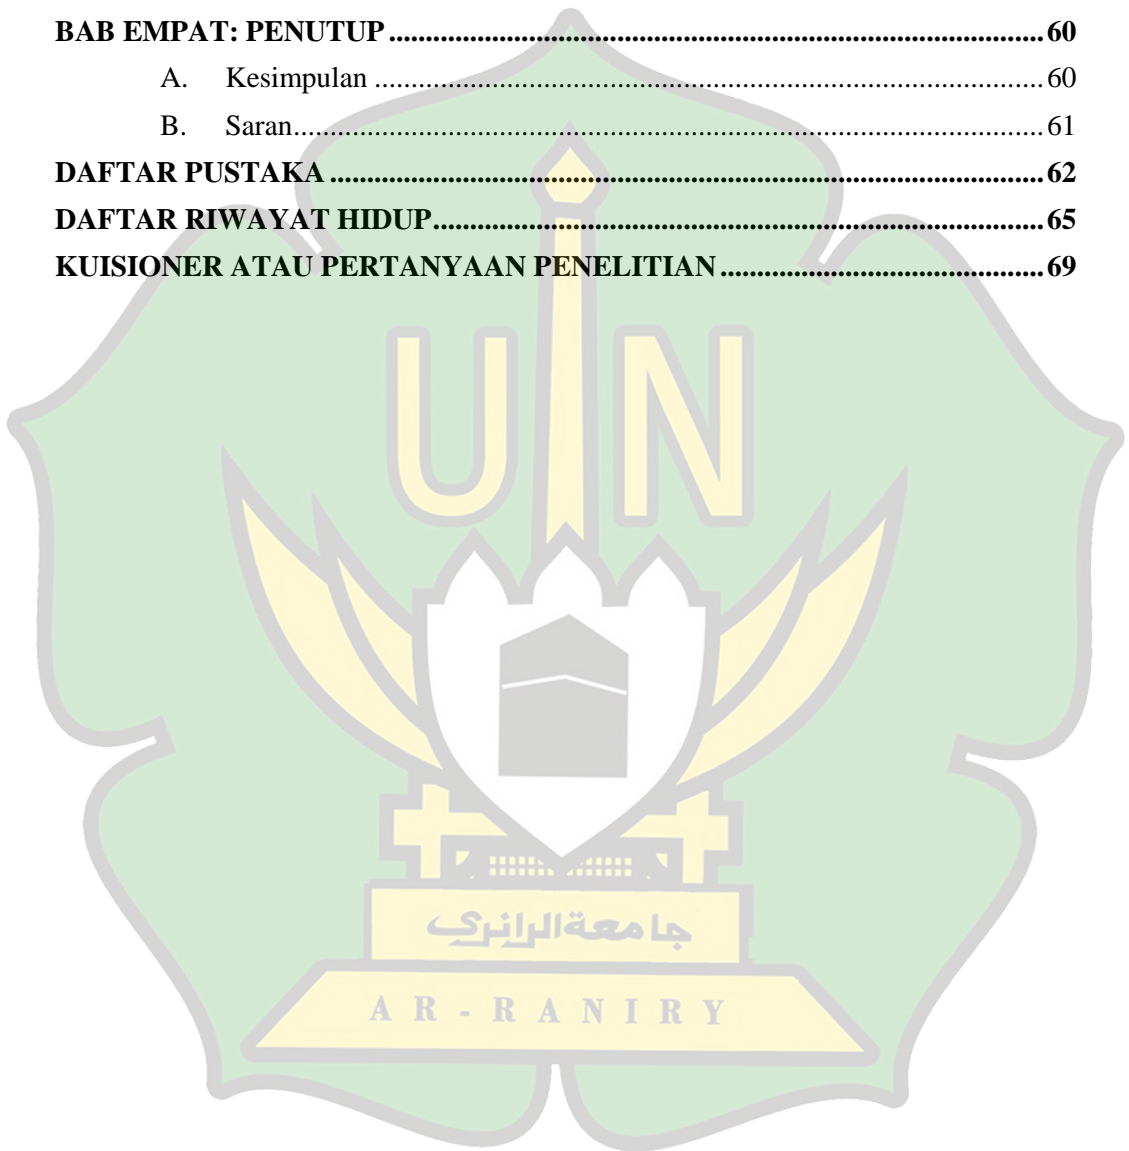 BAB EMPAT: PENUTUP ........................................................................................ 60
A. Kesimpulan ........................................................................................ 60
B. Saran ........................................................................................ 61
DAFTAR PUSTAKA ........................................................................................ 62
DAFTAR RIWAYAT HIDUP ........................................................................................ 65
KUISIONER ATAU PERTANYAAN PENELITIAN ........................................................................................ 69
UIN
جامعةالرانري
AR-RANIRY